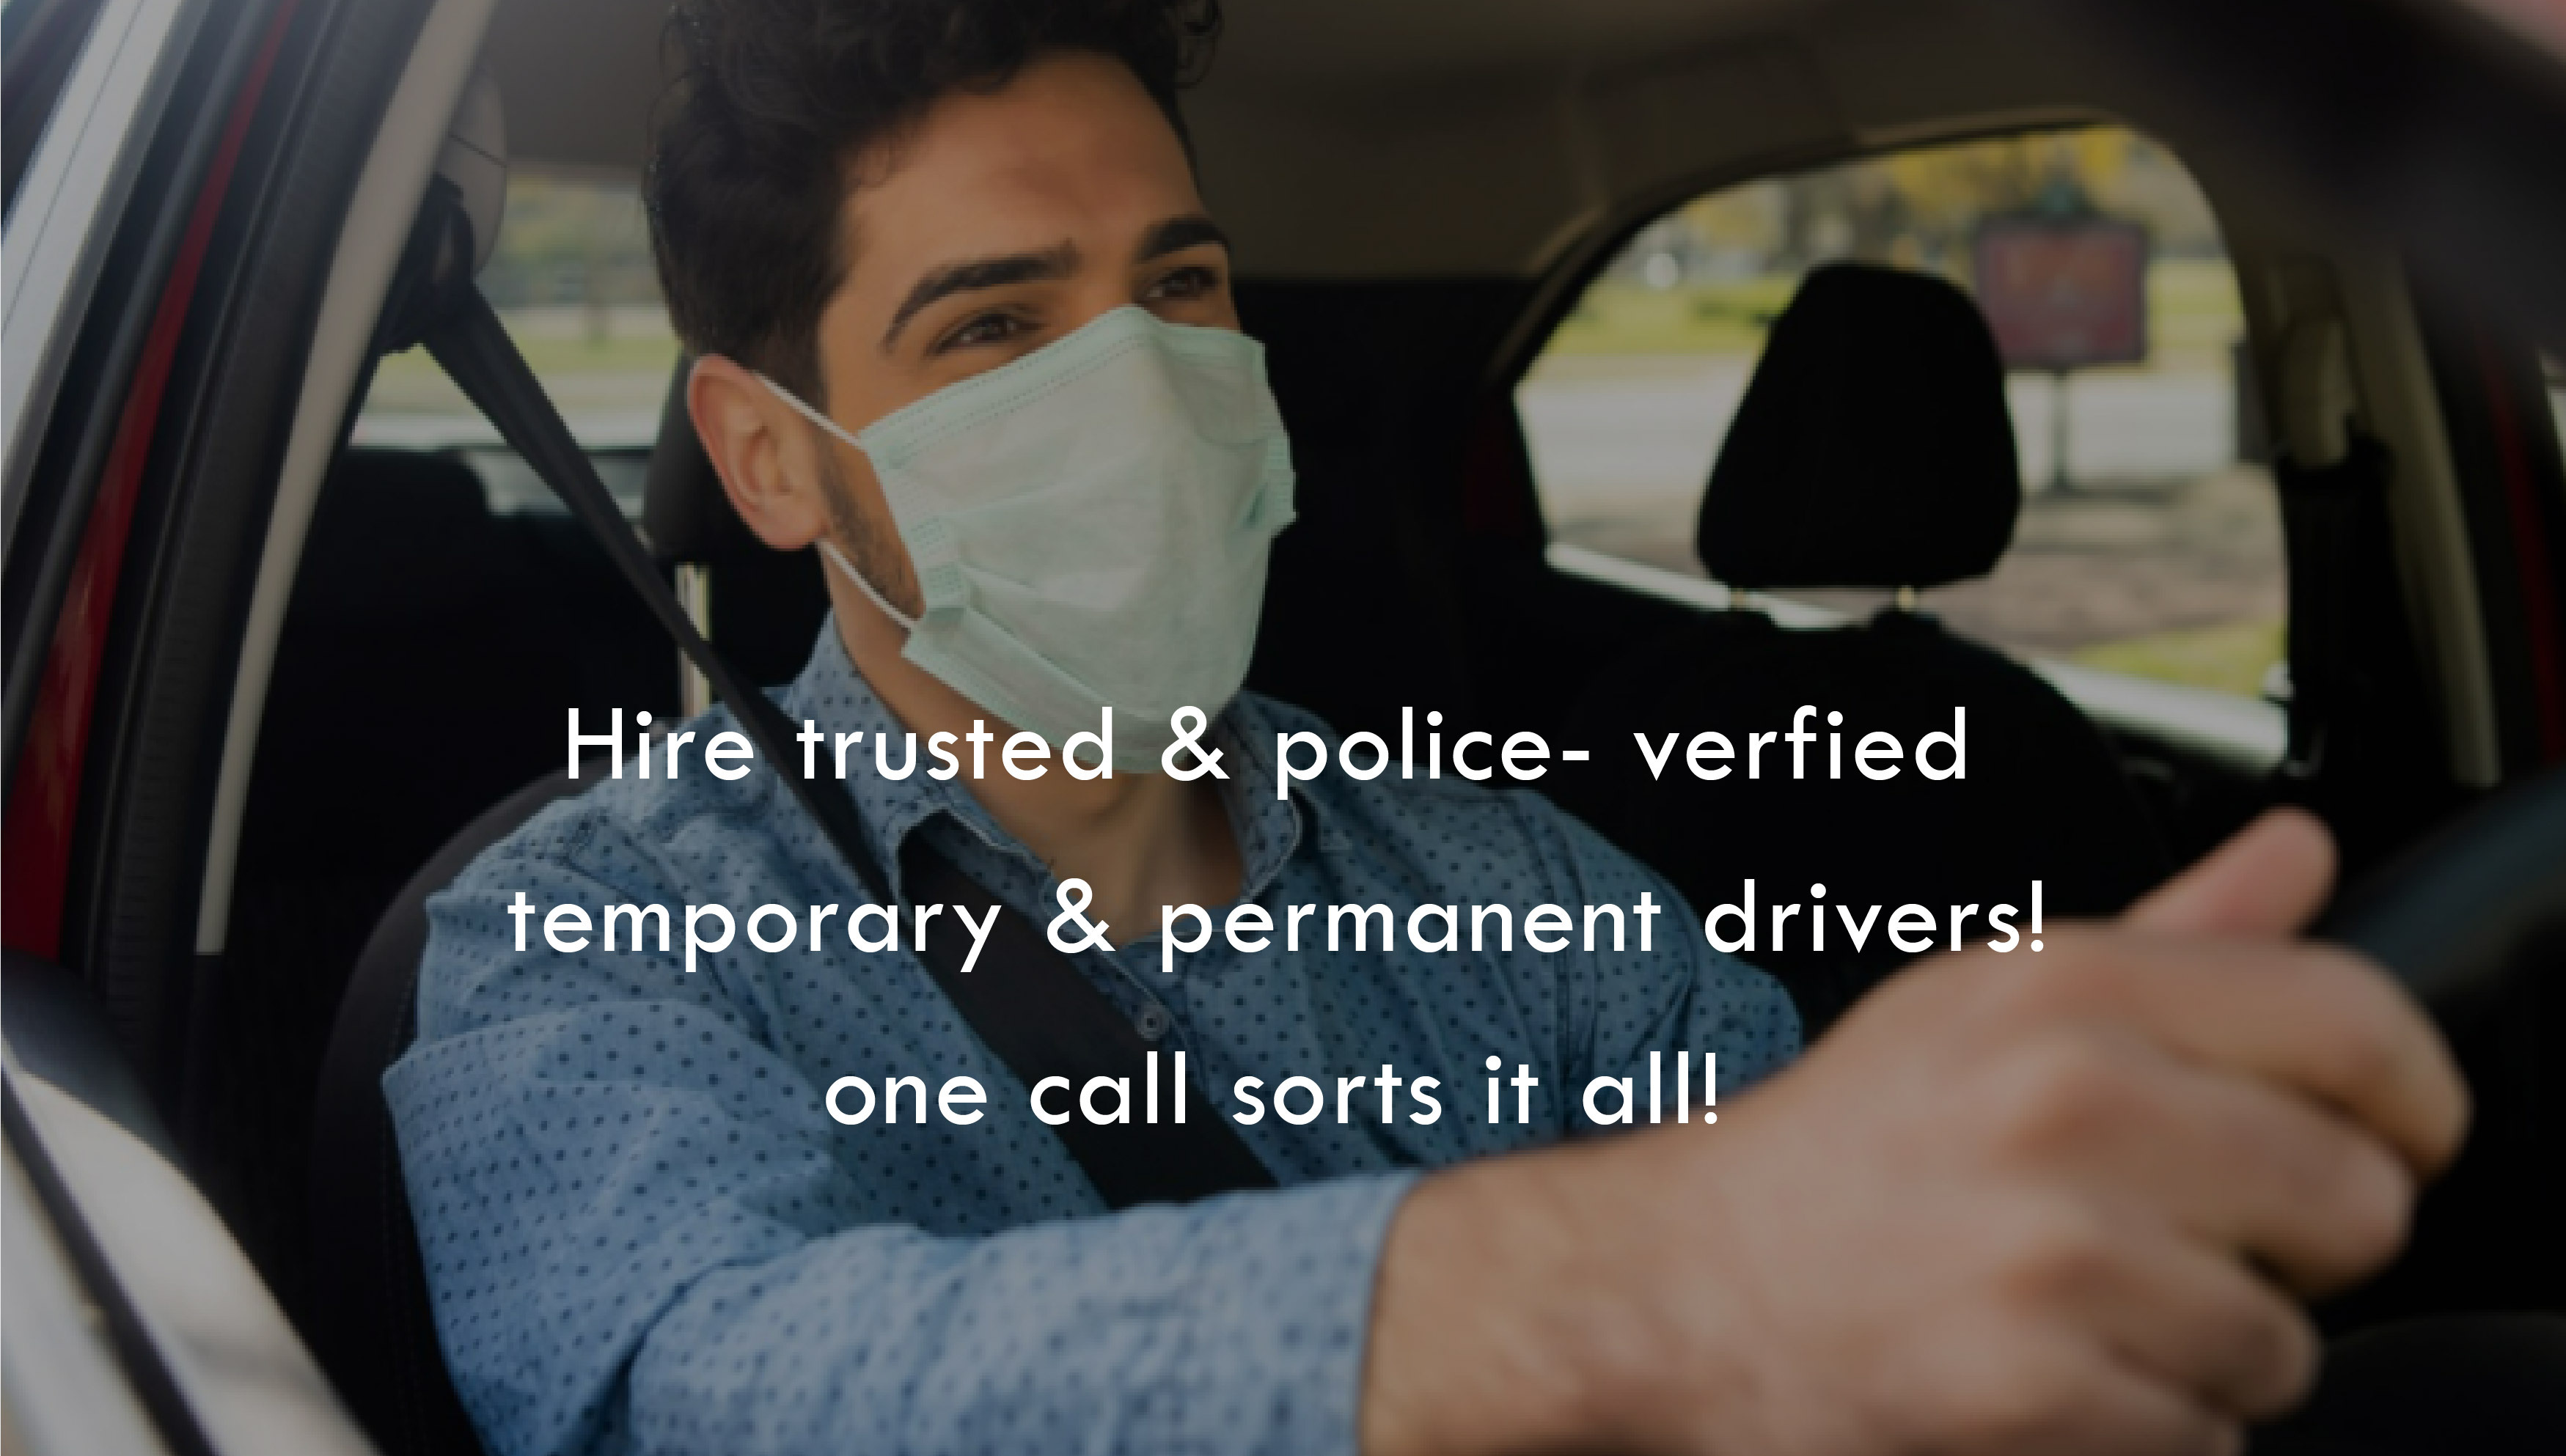 Hire trusted & police- verfied
temporary & permanent drivers!
one call sorts it all!